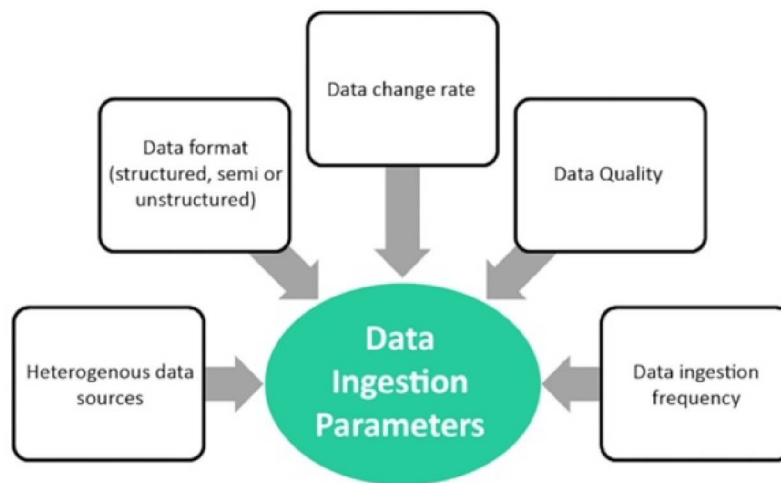 Data change rate
Data format
(structured, semi or
unstructured)
Data Quality
Heterogenous data
sources
Data
Ingestion
Parameters
Data ingestion
frequency